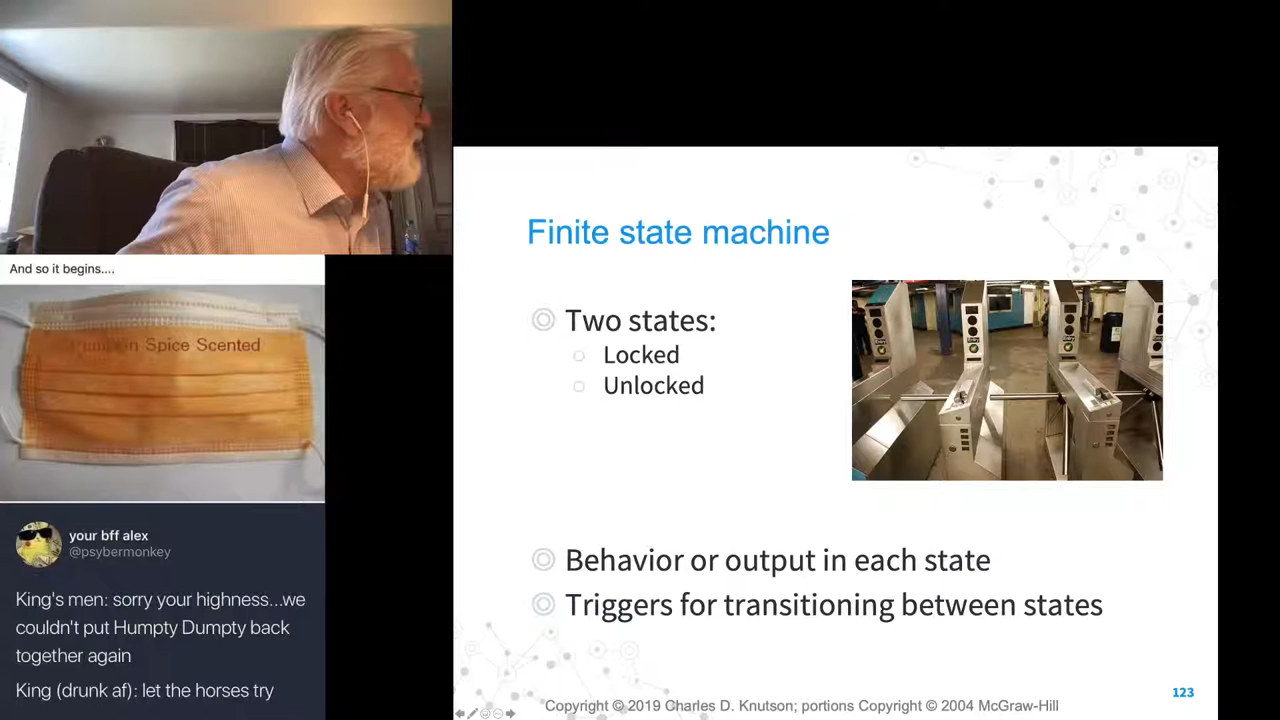 And so it begins....
Spice Scented
your bff alex
@psybermonkey
King's men: sorry your highness...we
couldn't put Humpty Dumpty back
together again
King (drunk af): let the horses try
Finite state machine
Two states:
Locked
Unlocked
Behavior or output in each state
Triggers for transitioning between states
123
Copyright © 2019 Charles D. Knutson; portions Copyright © 2004 McGraw-Hill